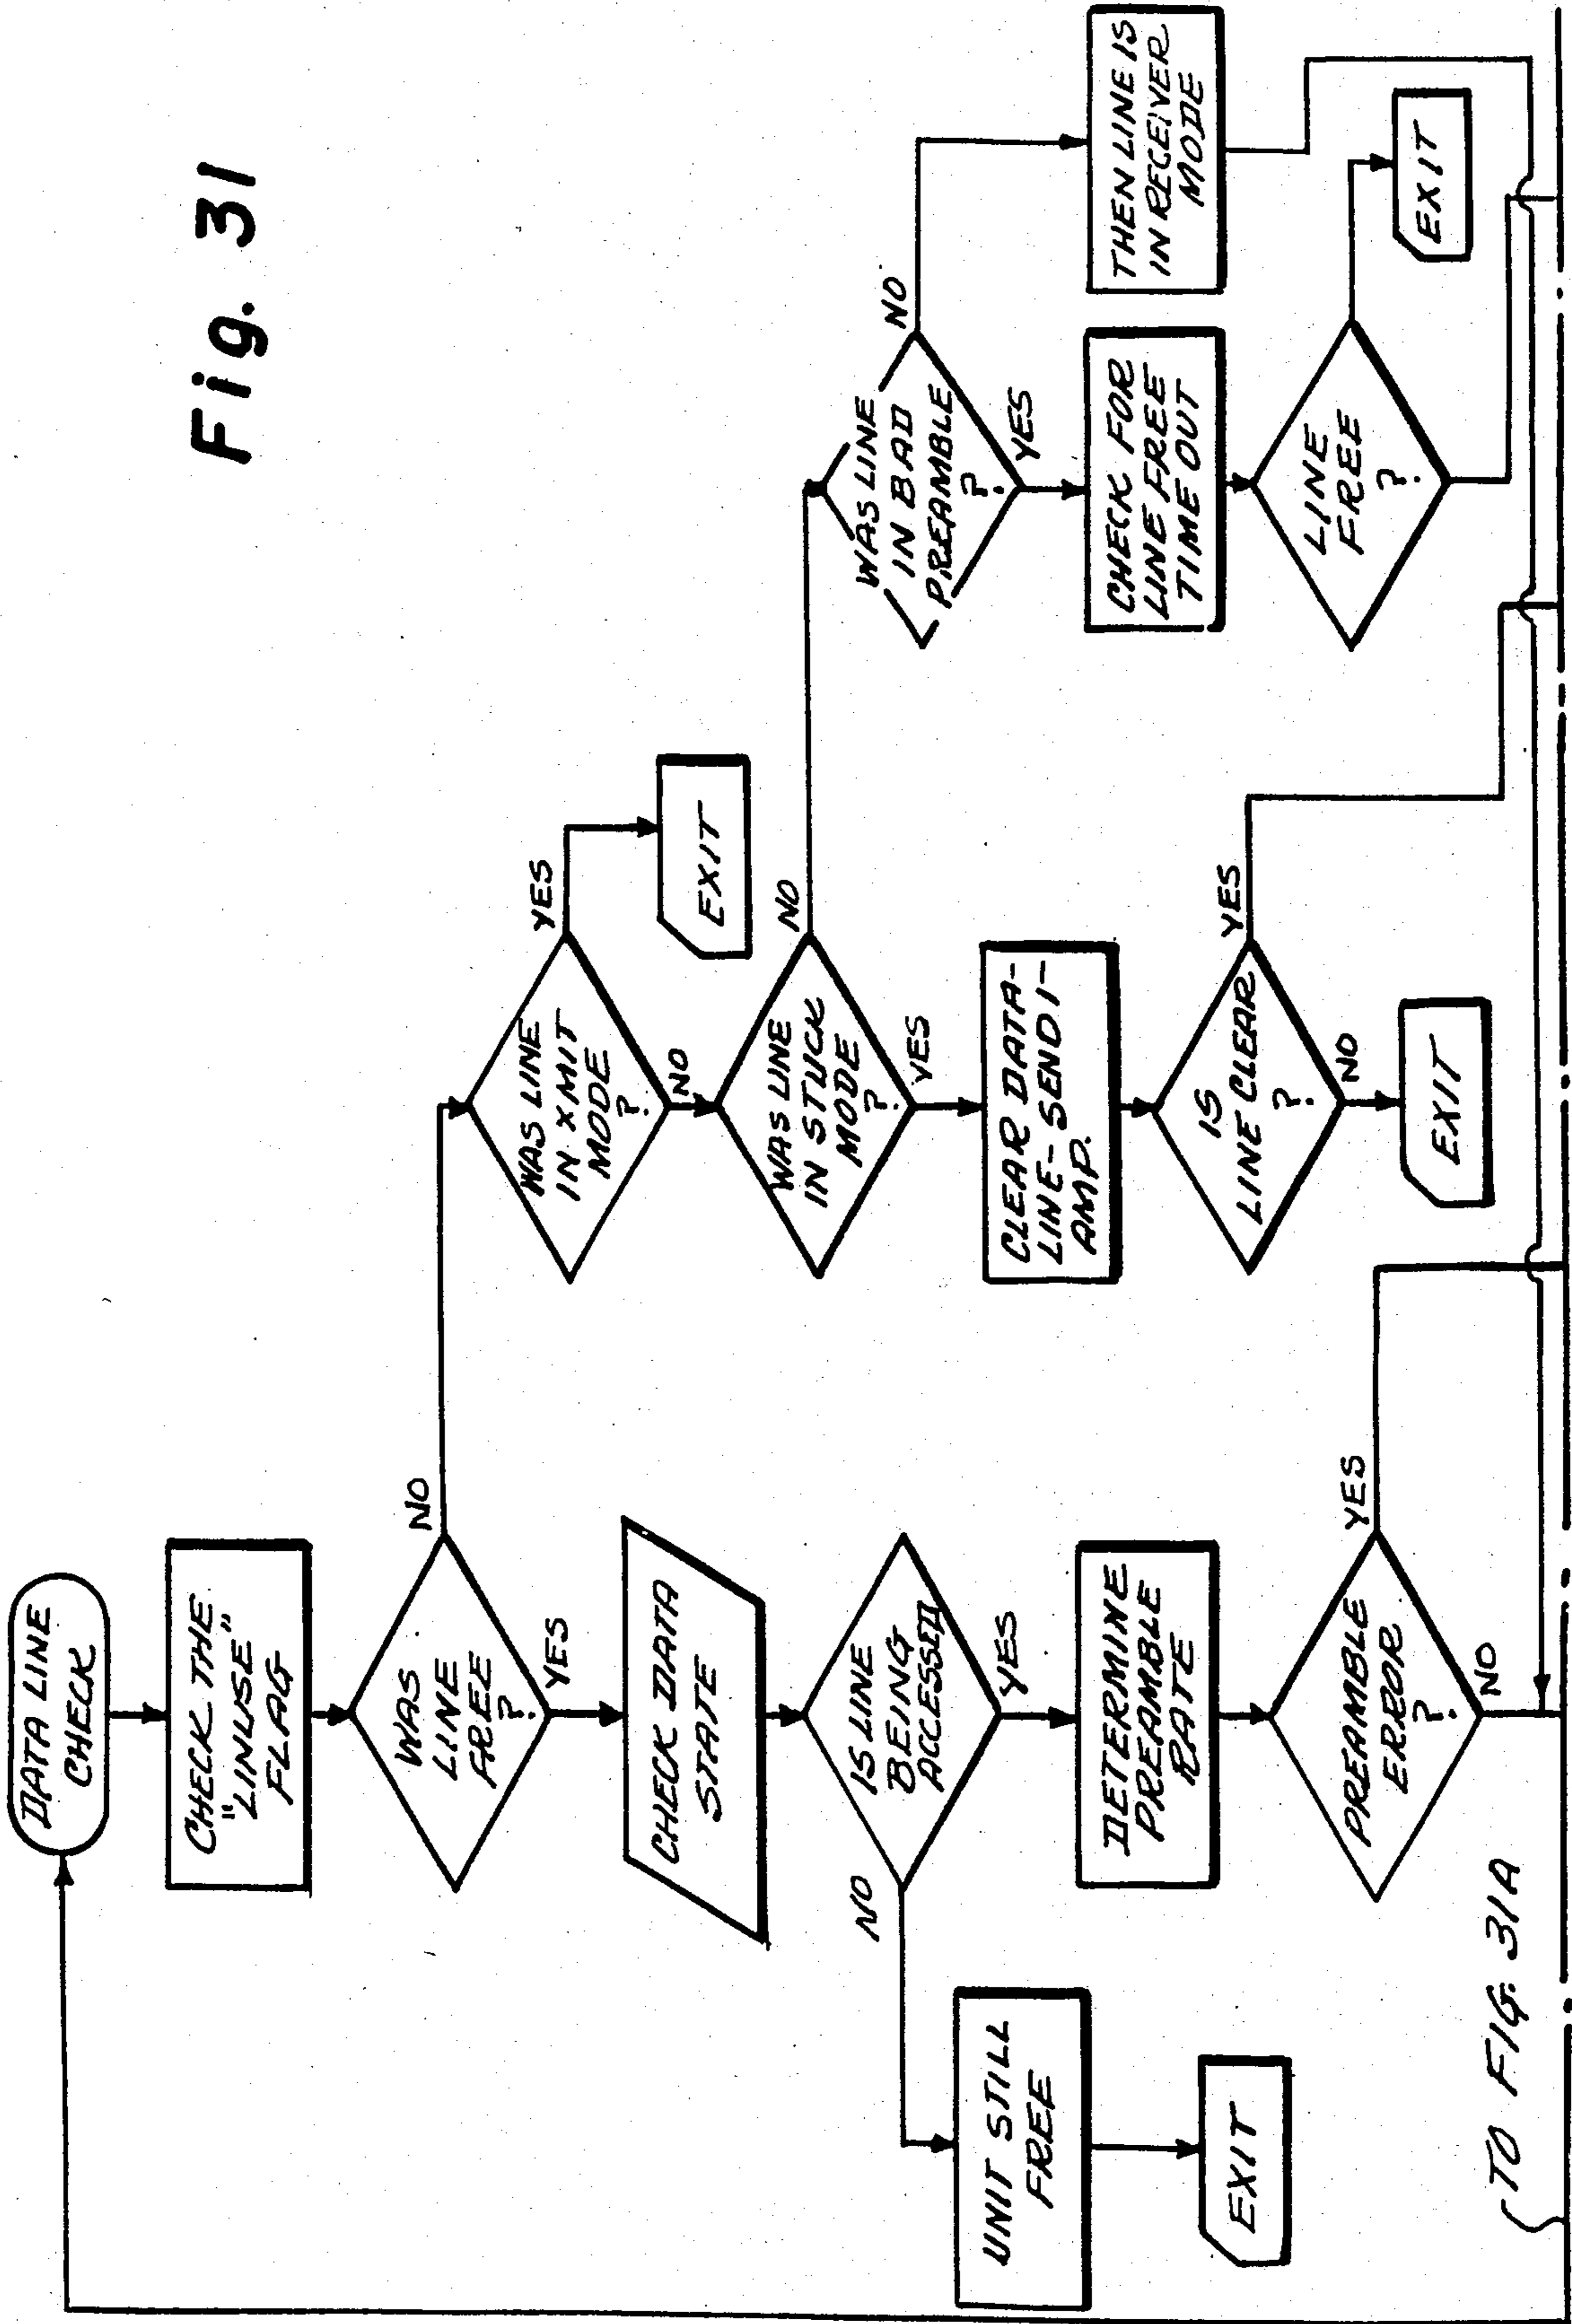 Fig. 31
DATA LINE
CHECK
CHECK THE
"LINUSE"
FLAG
WAS
LINE
FREE
?
NO
YES
CHECK DATA
STATE
IS LINE
BEING
ACCESSED
NO
YES
UNIT STILL
FREE
EXIT
DETERMINE
PREAMBLE
RATE
PREAMBLE
ERROR
?
YES
NO
WAS LINE
IN XMIT
MODE
?
YES
EXIT
NO
WAS LINE
IN STUCK
MODE
?
NO
YES
CLEAR DATA-
LINE-SEND 1-
AMP.
IS
LINE CLEAR
?
YES
NO
EXIT
WAS LINE
IN BAD
PREAMBLE
?
NO
YES
THEN LINE IS
IN RECEIVER
MODE
CHECK FOR
LINE FREE
TIME OUT
LINE
FREE
?
EXIT
TO FIG. 31A